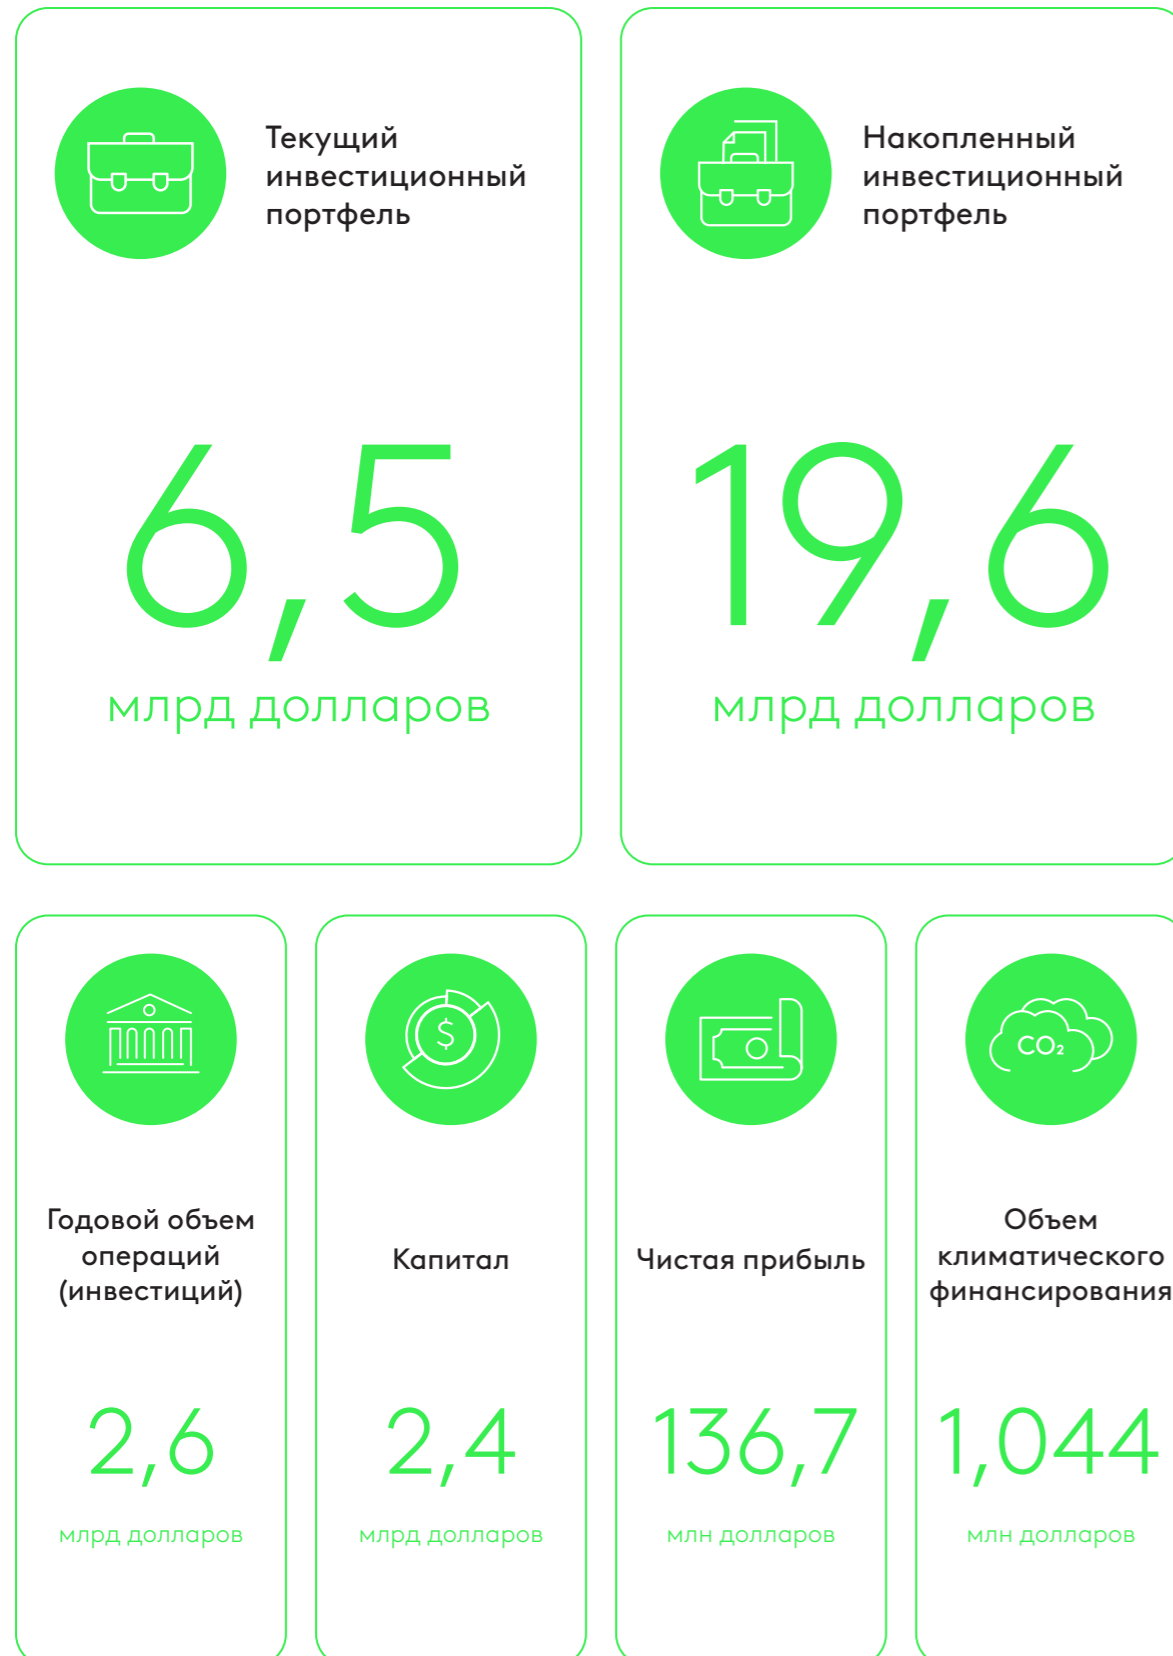 Текущий
инвестиционный
портфель
6,5
млрд долларов
Накопленный
инвестиционный
портфель
19,6
млрд долларов
Годовой объем
операций
(инвестиций)
2,6
млрд долларов
$
Капитал
2,4
млрд долларов
Чистая прибыль
136,7
млн долларов
CO₂
Объем
климатического
финансирования
1,044
млн долларов